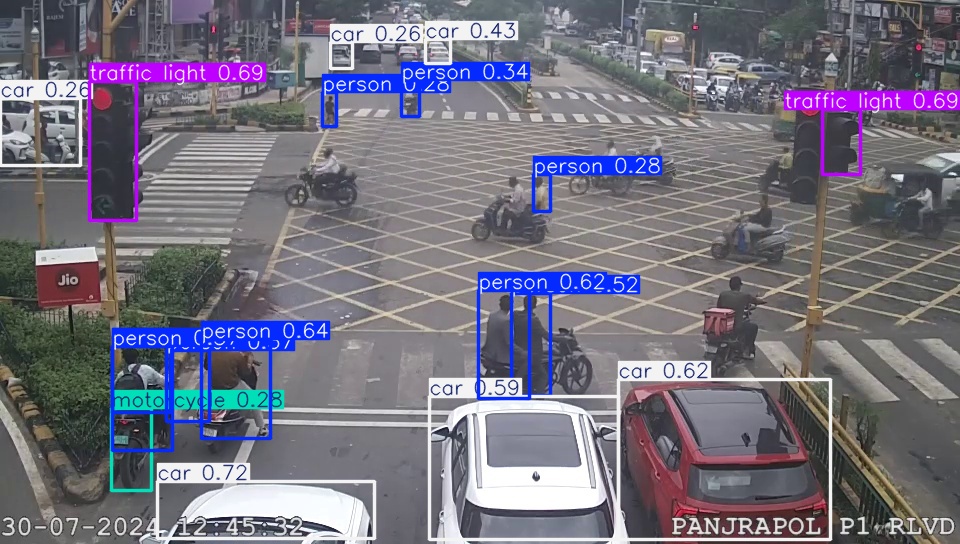 car 0.26
car 0.43
traffic light 0.69
person 0.34
person 0.28
car 0.26
traffic light 0.69
person 0.28
Jio
person 0.62
.52
person 0.64
person
motorcycle 0.28
car 0.59
car 0.62
car 0.72
30-07-2024 12:45:32
PANJRAPOL P1 RLVD